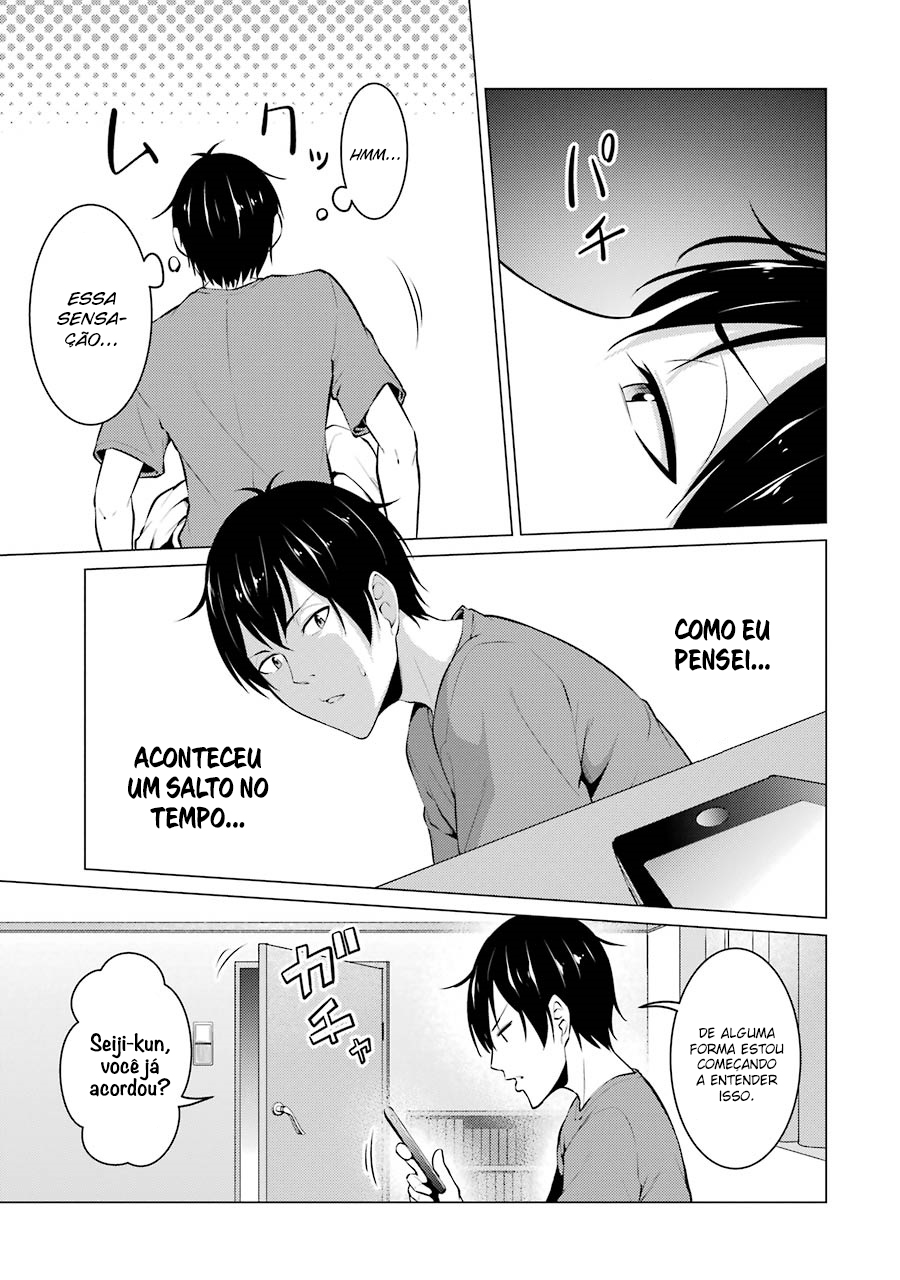 パチ
ムクッ
HMM...
ESSA
SENSA-
ÇÃO...
COMO EU
PENSEI...
ACONTECEU
UM SALTO NO
TEMPO...
DE ALGUMA
FORMA ESTOU
COMEÇANDO
A ENTENDER
ISSO.
ガチャ
Seiji-kun,
você já
acordou?